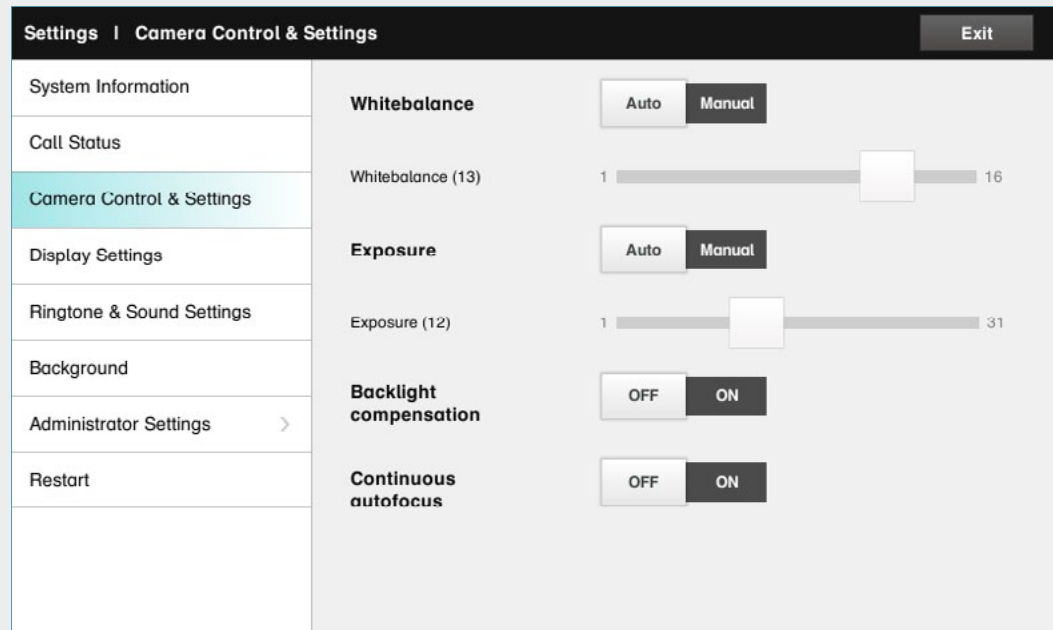 Settings | Camera Control & Settings
Exit
System Information
Call Status
Camera Control & Settings
Display Settings
Ringtone & Sound Settings
Background
Administrator Settings
Restart
Whitebalance
Auto Manual
Whitebalance (13)
1 16
Exposure
Auto Manual
Exposure (12)
1 31
Backlight
compensation
OFF ON
Continuous
autofocus
OFF ON